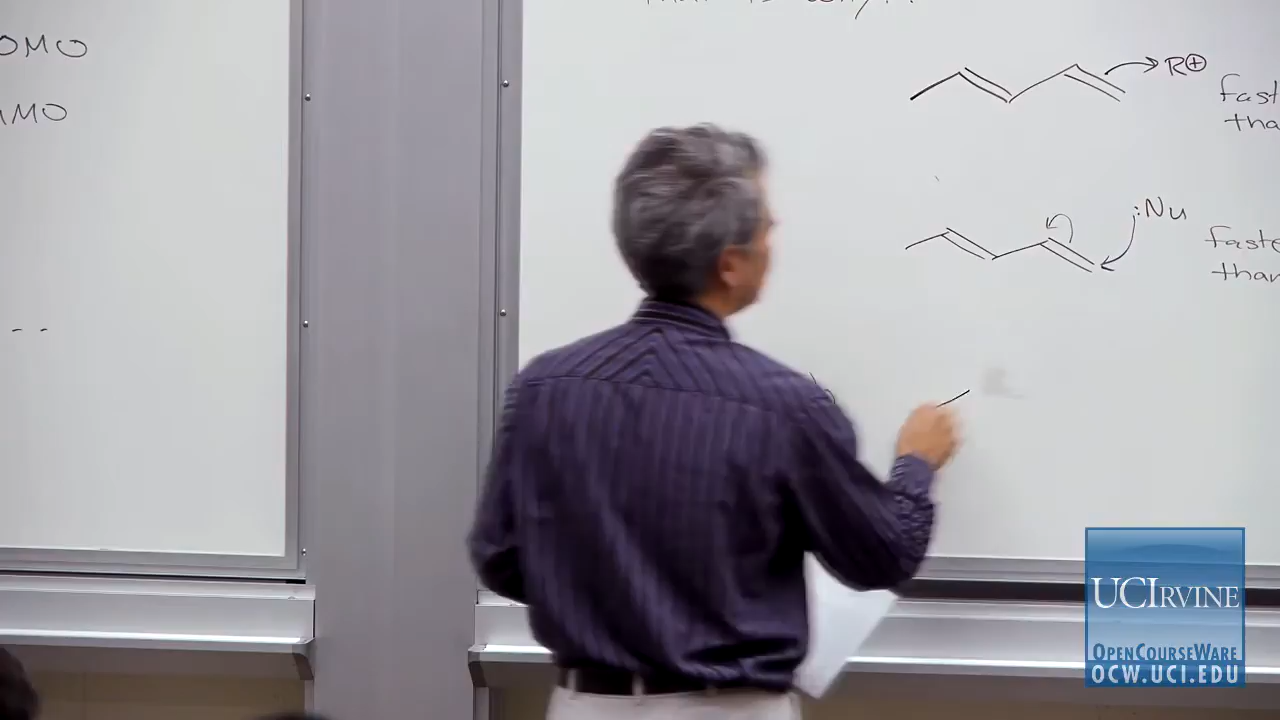 OMO
MO
- -
R⊕
fast
tha
:Nu
faste
than
UCIRVINE
OPENCOURSEWARE
OCW.UCI.EDU